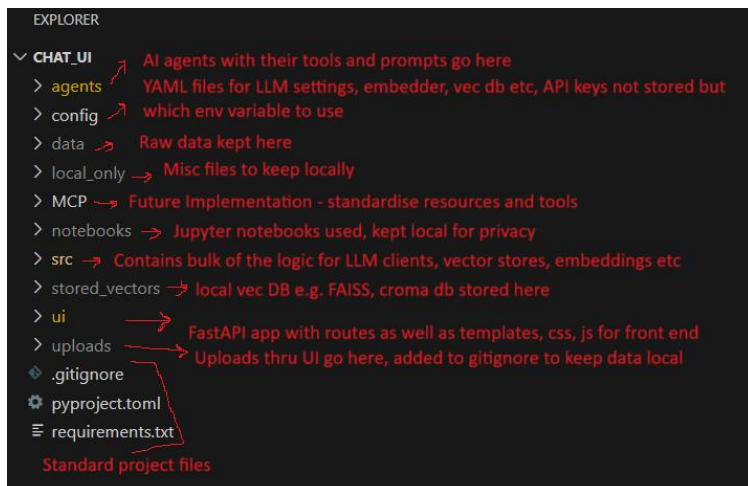 EXPLORER
CHAT_UI
AI agents with their tools and prompts go here
agents
YAML files for LLM settings, embedder, vec db etc, API keys not stored but
config
which env variable to use
data
Raw data kept here
local_only
Misc files to keep locally
MCP
Future Implementation - standardise resources and tools
notebooks
Jupyter notebooks used, kept local for privacy
src
Contains bulk of the logic for LLM clients, vector stores, embeddings etc
stored_vectors
local vec DB e.g. FAISS, croma db stored here
ui
FastAPI app with routes as well as templates, css, js for front end
uploads
Uploads thru UI go here, added to gitignore to keep data local
.gitignore
pyproject.toml
requirements.txt
Standard project files